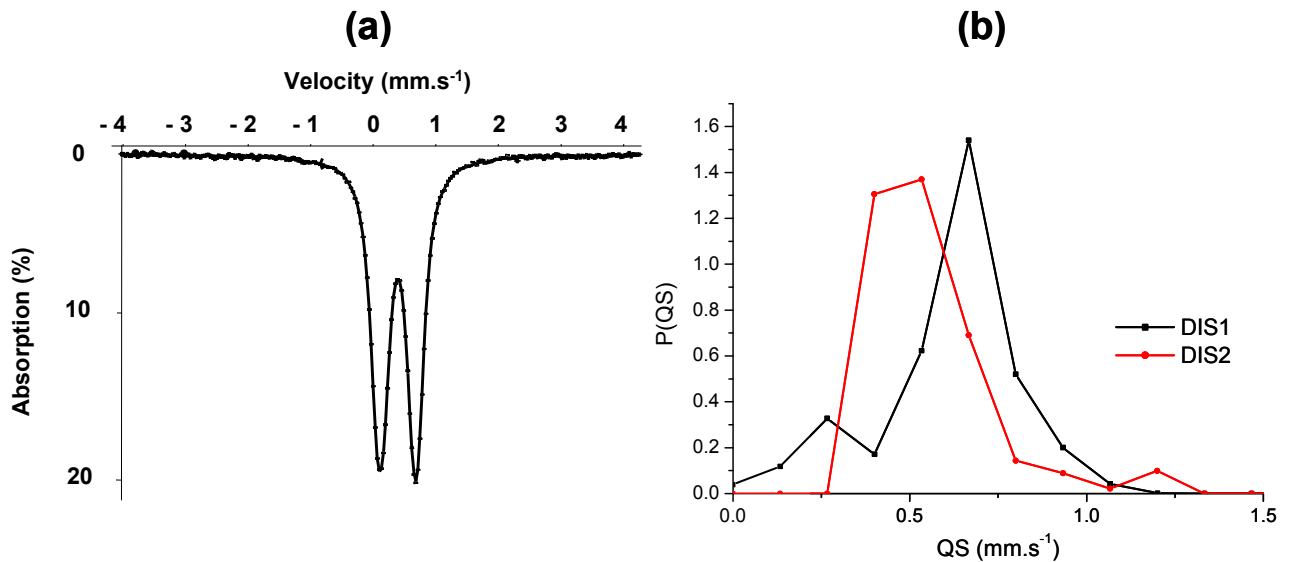 (a)
Velocity (mm.s-1)
- 4 - 3 - 2 - 1 0 1 2 3 4
0
10
20
Absorption (%)
(b)
1.6
1.4
1.2
1.0
0.8
0.6
0.4
0.2
0.0
P(QS)
DIS1
DIS2
0.0 0.5 1.0 1.5
QS (mm.s-1)